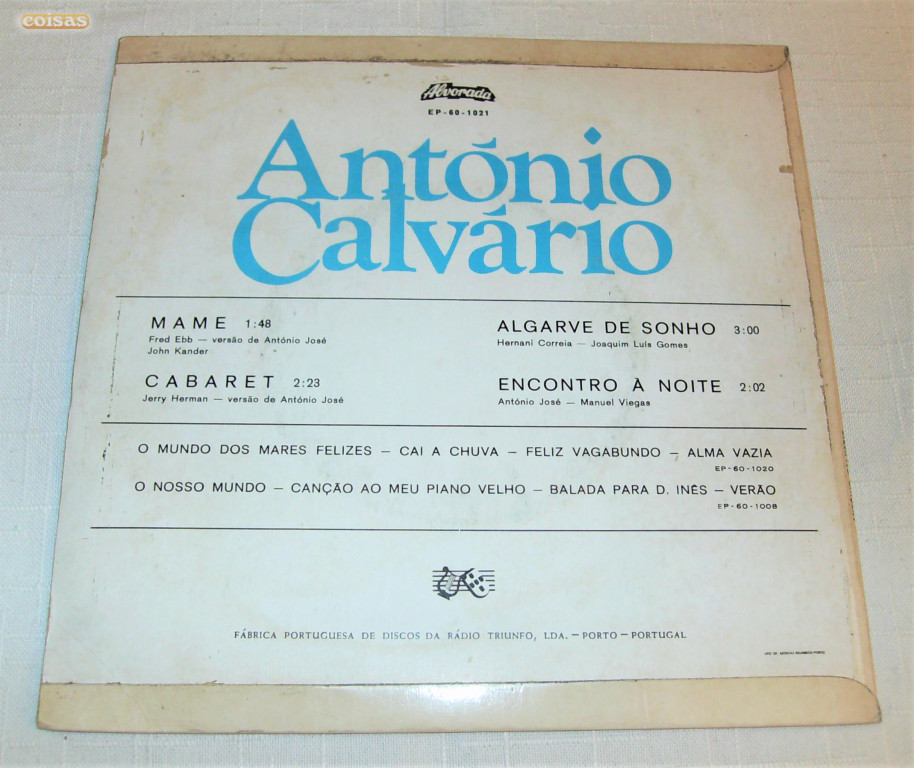 coisas
Alvorada
EP-60-1021
António
Calvário
MAME 1:48
Fred Ebb — versão de António José
John Kander
CABARET 2:23
Jerry Herman — versão de António José
ALGARVE DE SONHO 3:00
Hernani Correia — Joaquim Luís Gomes
ENCONTRO À NOITE 2:02
António José — Manuel Viegas
O MUNDO DOS MARES FELIZES — CAI A CHUVA — FELIZ VAGABUNDO — ALMA VAZIA
EP-60-1020
O NOSSO MUNDO — CANÇÃO AO MEU PIANO VELHO — BALADA PARA D. INÊS — VERÃO
EP-60-1008
FÁBRICA PORTUGUESA DE DISCOS DA RÁDIO TRIUNFO, LDA. — PORTO — PORTUGAL